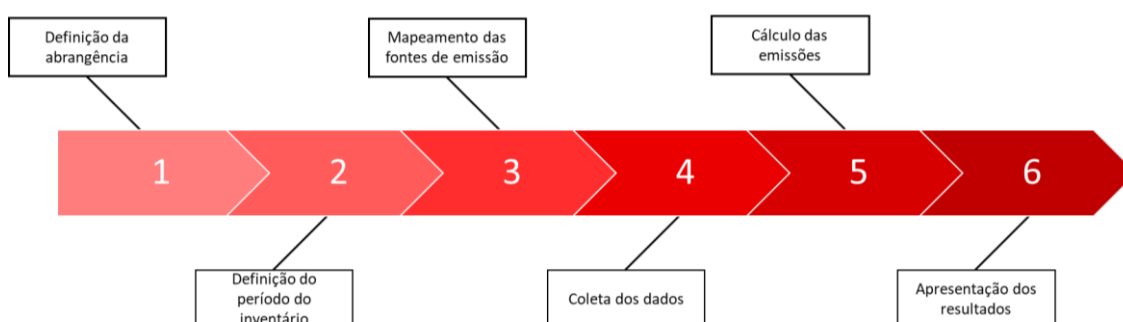 Definição da
abrangência
Mapeamento das
fontes de emissão
Cálculo das
emissões
1
2
3
4
5
6
Definição do
período do
inventário
Coleta dos dados
Apresentação dos
resultados